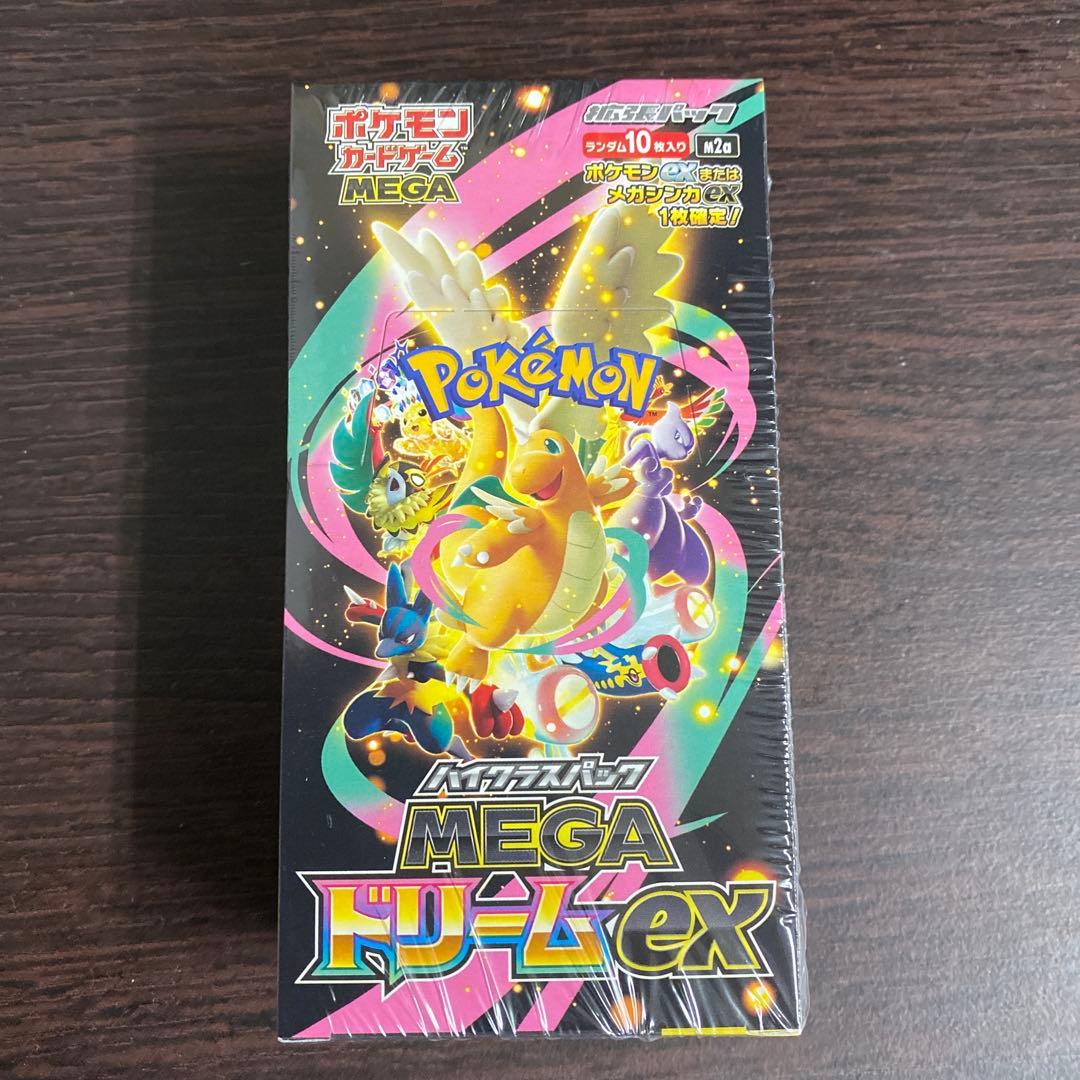 ポケモン
カードゲーム
MEGA
拡張パック
ランダム10枚入り M2a
ポケモンexまたは
メガシンカex
1枚確定!
POKéMON
TM
ハイクラスパック
MEGA
ドリームex